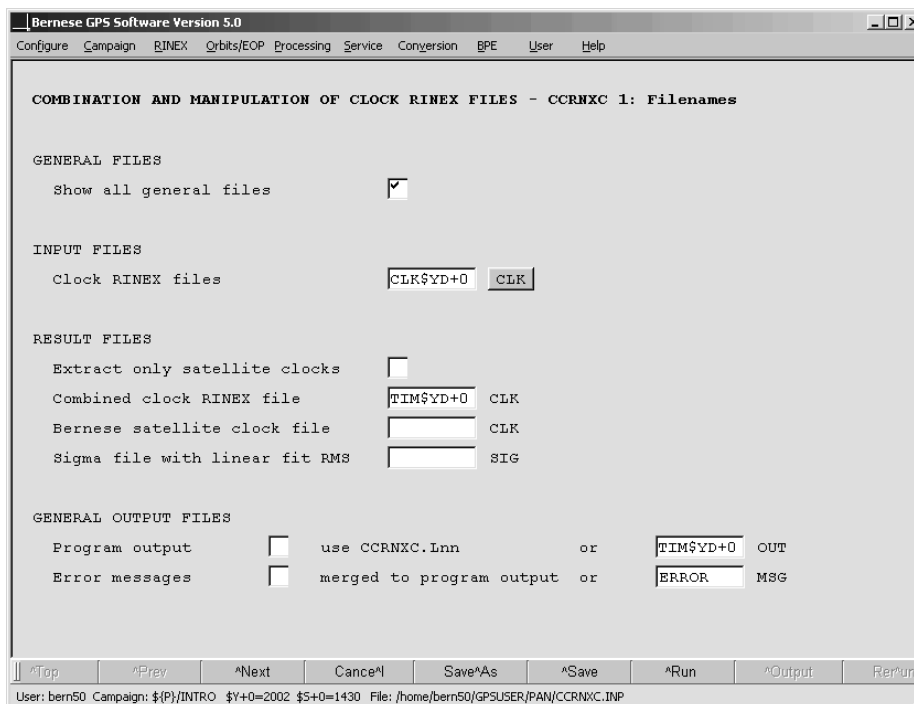 Bernese GPS Software Version 5.0
Configure Campaign RINEX Orbits/EOP Processing Service Conversion BPE User Help
COMBINATION AND MANIPULATION OF CLOCK RINEX FILES - CCRNXC 1: Filenames
GENERAL FILES
Show all general files
INPUT FILES
Clock RINEX files CLK$YD+0 CLK
RESULT FILES
Extract only satellite clocks
Combined clock RINEX file TIM$YD+0 CLK
Bernese satellite clock file CLK
Sigma file with linear fit RMS SIG
GENERAL OUTPUT FILES
Program output use CCRNXC.Lnn or TIM$YD+0 OUT
Error messages merged to program output or ERROR MSG
^Top ^Prev ^Next Cance^l Save^As ^Save ^Run ^Output Rer^un
User: bern50 Campaign: ${P}/INTRO $Y+0=2002 $S+0=1430 File: /home/bern50/GPSUSER/PAN/CCRNXC.INP